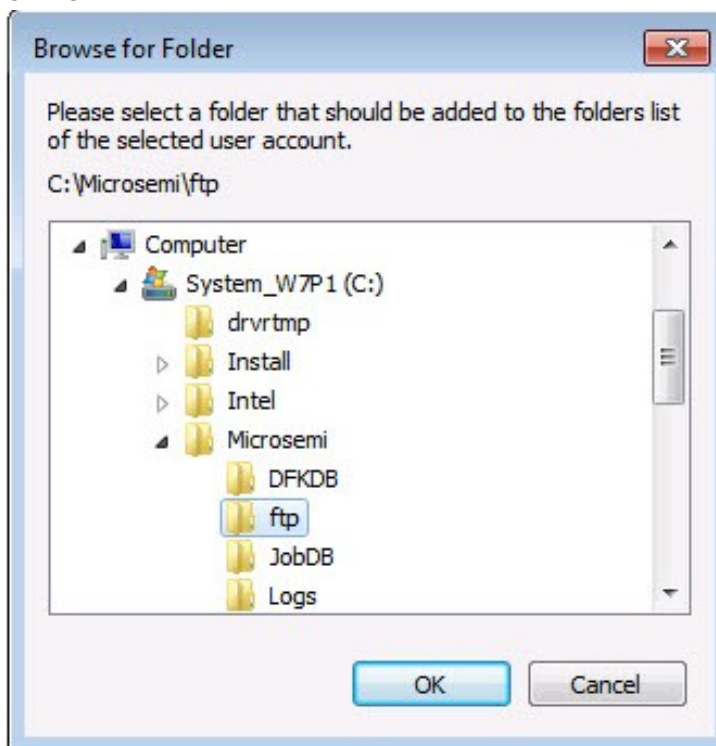 Browse for Folder
Please select a folder that should be added to the folders list
of the selected user account.
C:\Microsemi\ftp
Computer
System_W7P1 (C:)
drvrtmp
Install
Intel
Microsemi
DFKDB
ftp
JobDB
Logs
OK Cancel